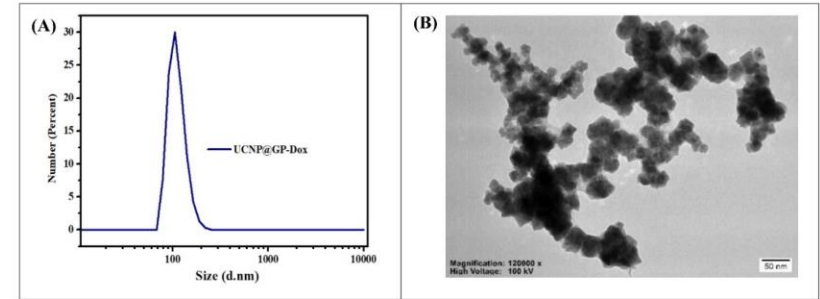 (A)
30
25
20
15
10
5
0
Number (Percent)
UCNP@GP-Dox
100
1000
10000
Size (d.nm)
(B)
Magnification: 120000 x
High Voltage: 100 kV
50 nm